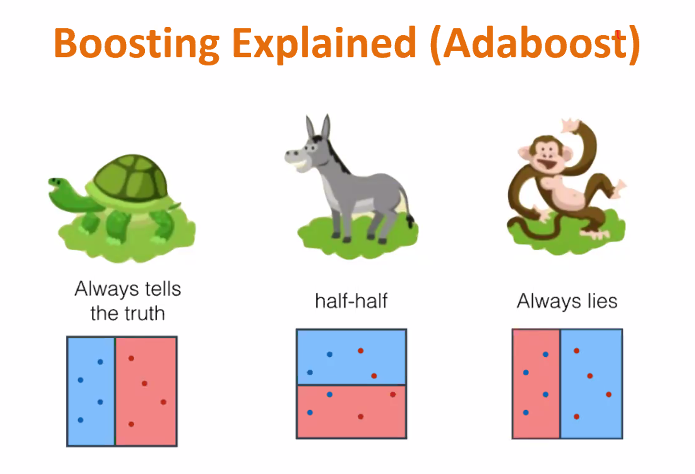 Boosting Explained (Adaboost)
Always tells
the truth
half-half
Always lies